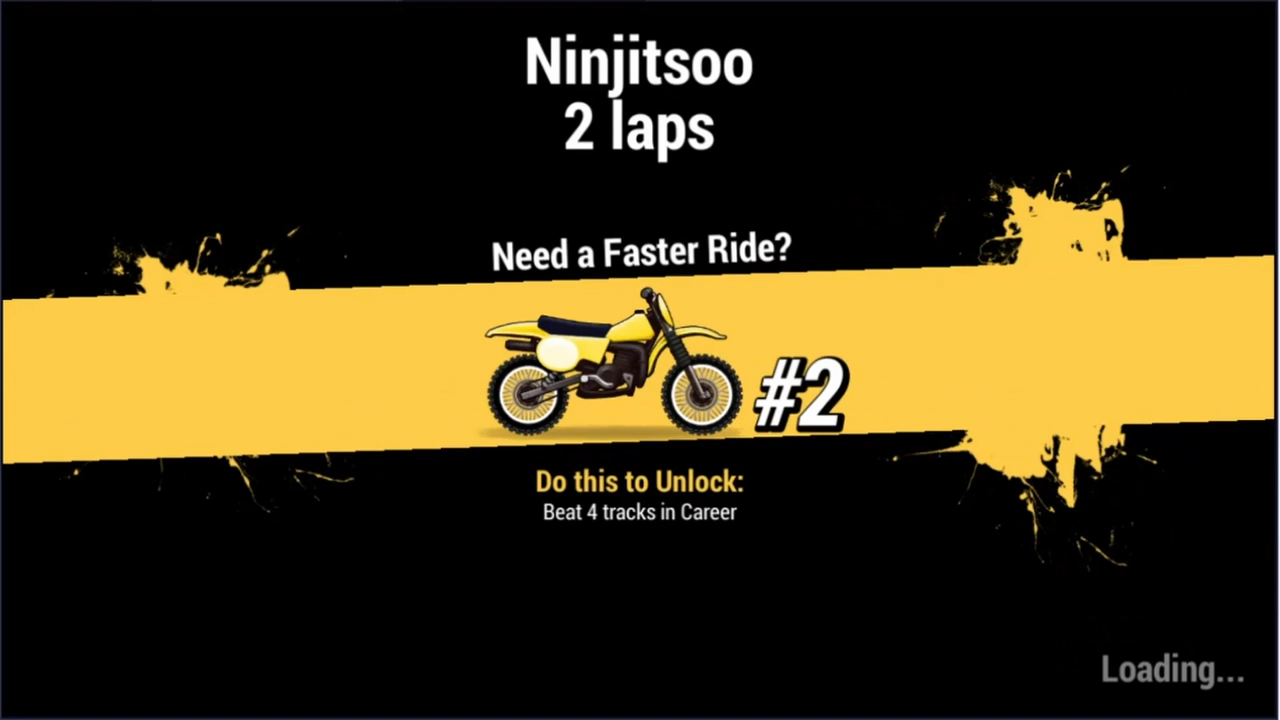 Ninjitsoo
2 laps
Need a Faster Ride?
#2
Do this to Unlock:
Beat 4 tracks in Career
Loading...